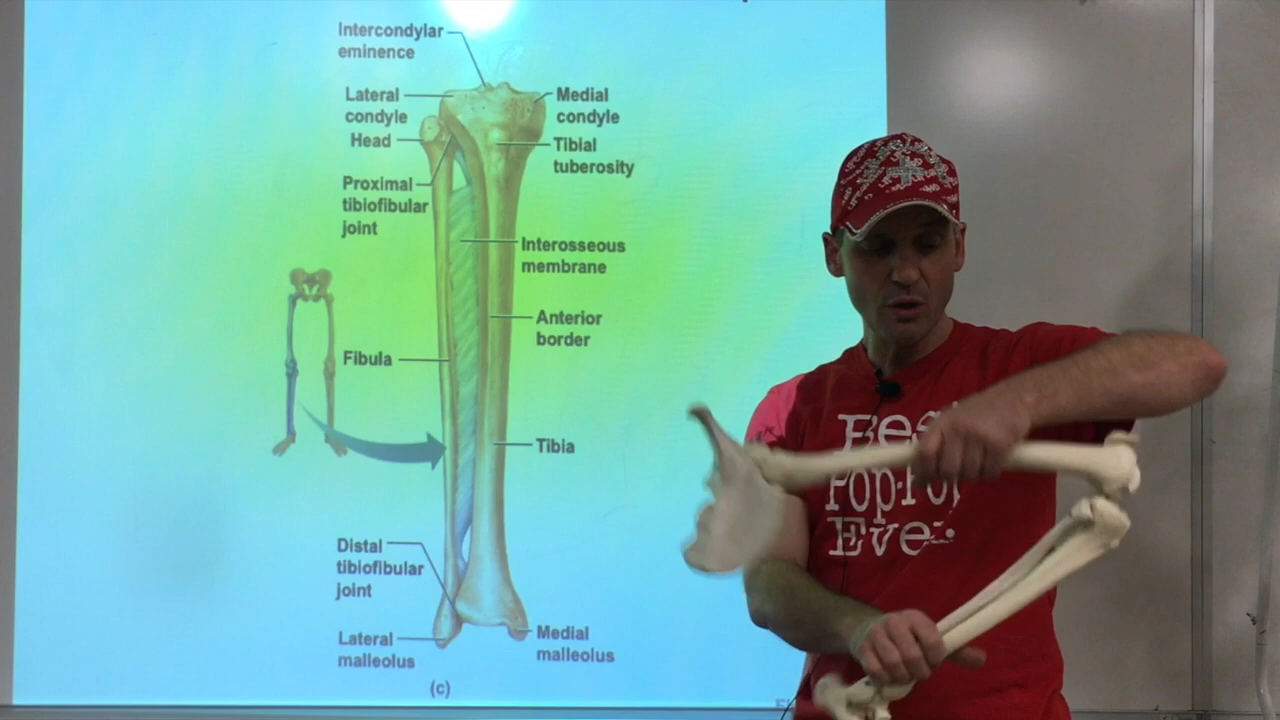 Intercondylar
eminence
Lateral
condyle
Medial
condyle
Head
Tibial
tuberosity
Proximal
tibiofibular
joint
Interosseous
membrane
Anterior
border
Fibula
Tibia
Distal
tibiofibular
joint
Lateral
malleolus
Medial
malleolus
(c)
Ever